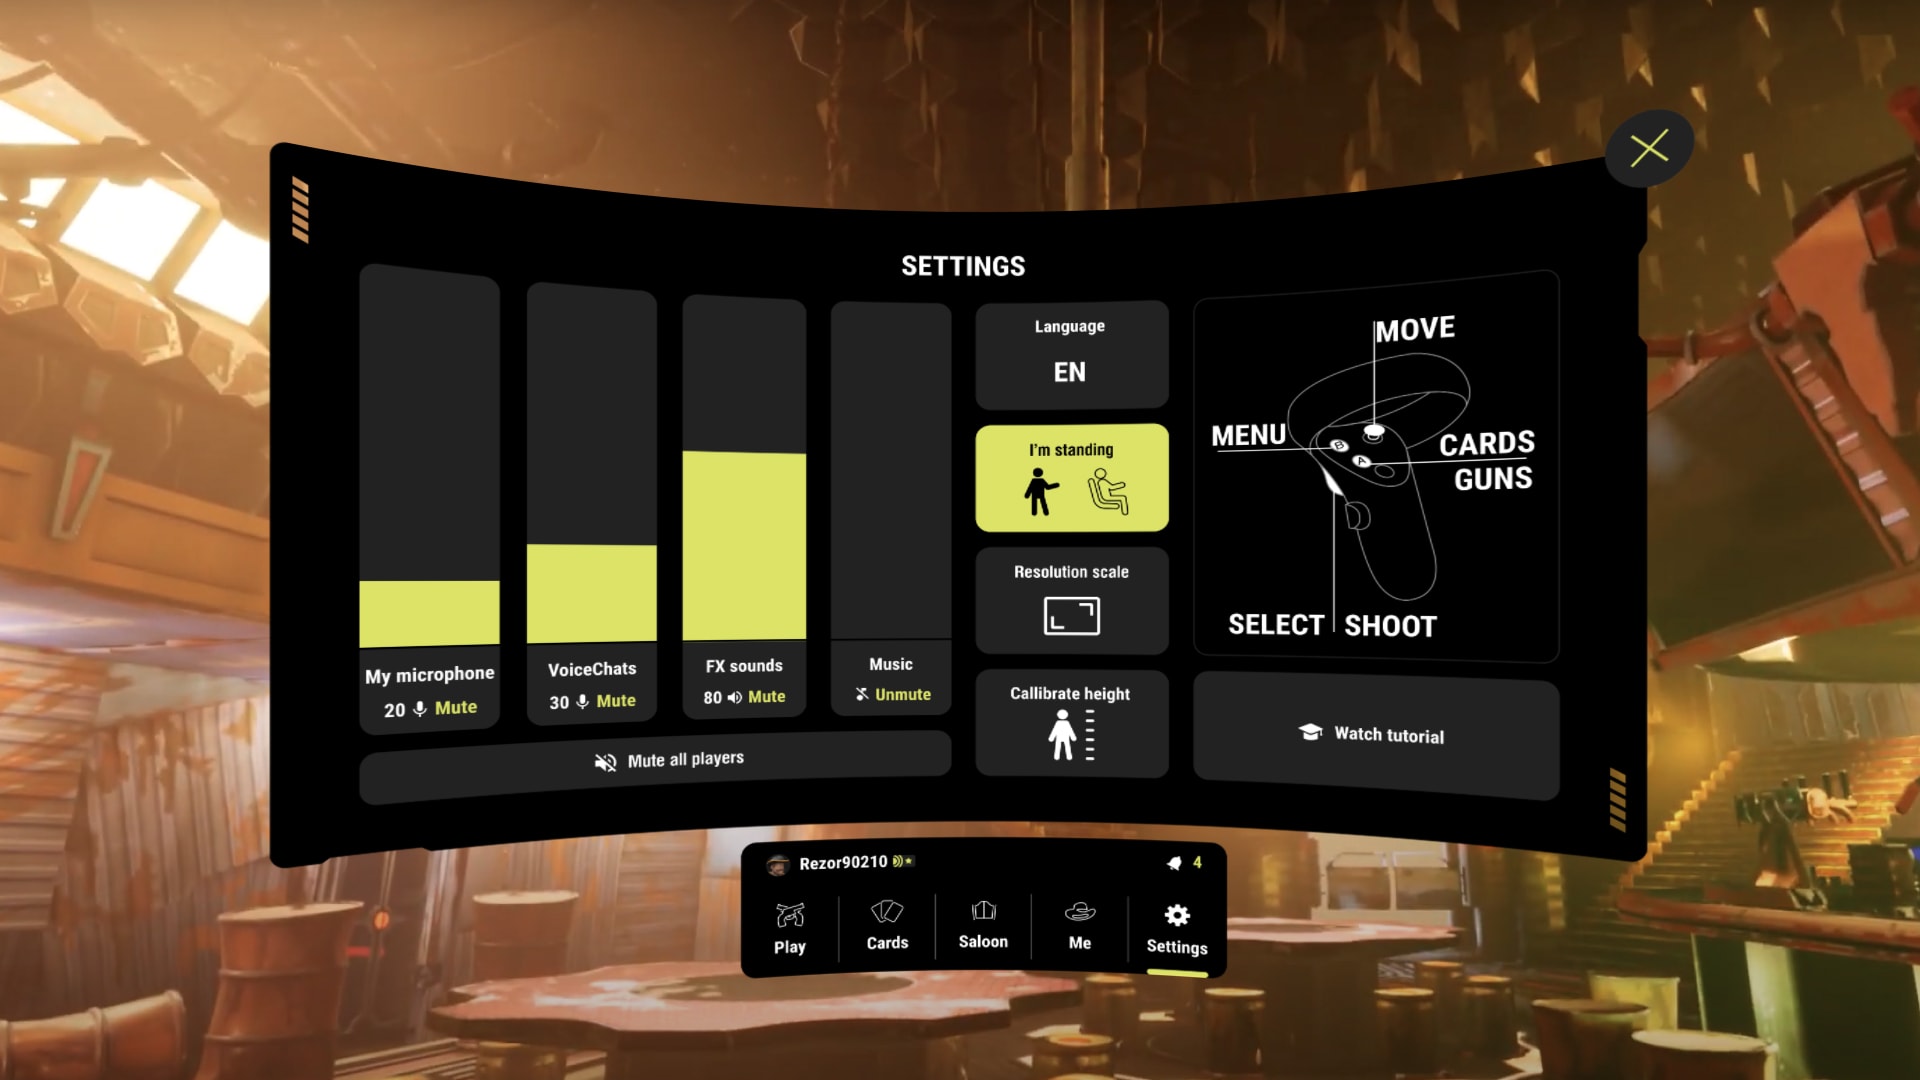 SETTINGS
My microphone
20 Mute
VoiceChats
30 Mute
FX sounds
80 Mute
Music
Unmute
Mute all players
Language
EN
I'm standing
Resolution scale
Callibrate height
MOVE
MENU
B
A
CARDS
GUNS
SELECT
SHOOT
Watch tutorial
Rezor90210
4
Play
Cards
Saloon
Me
Settings